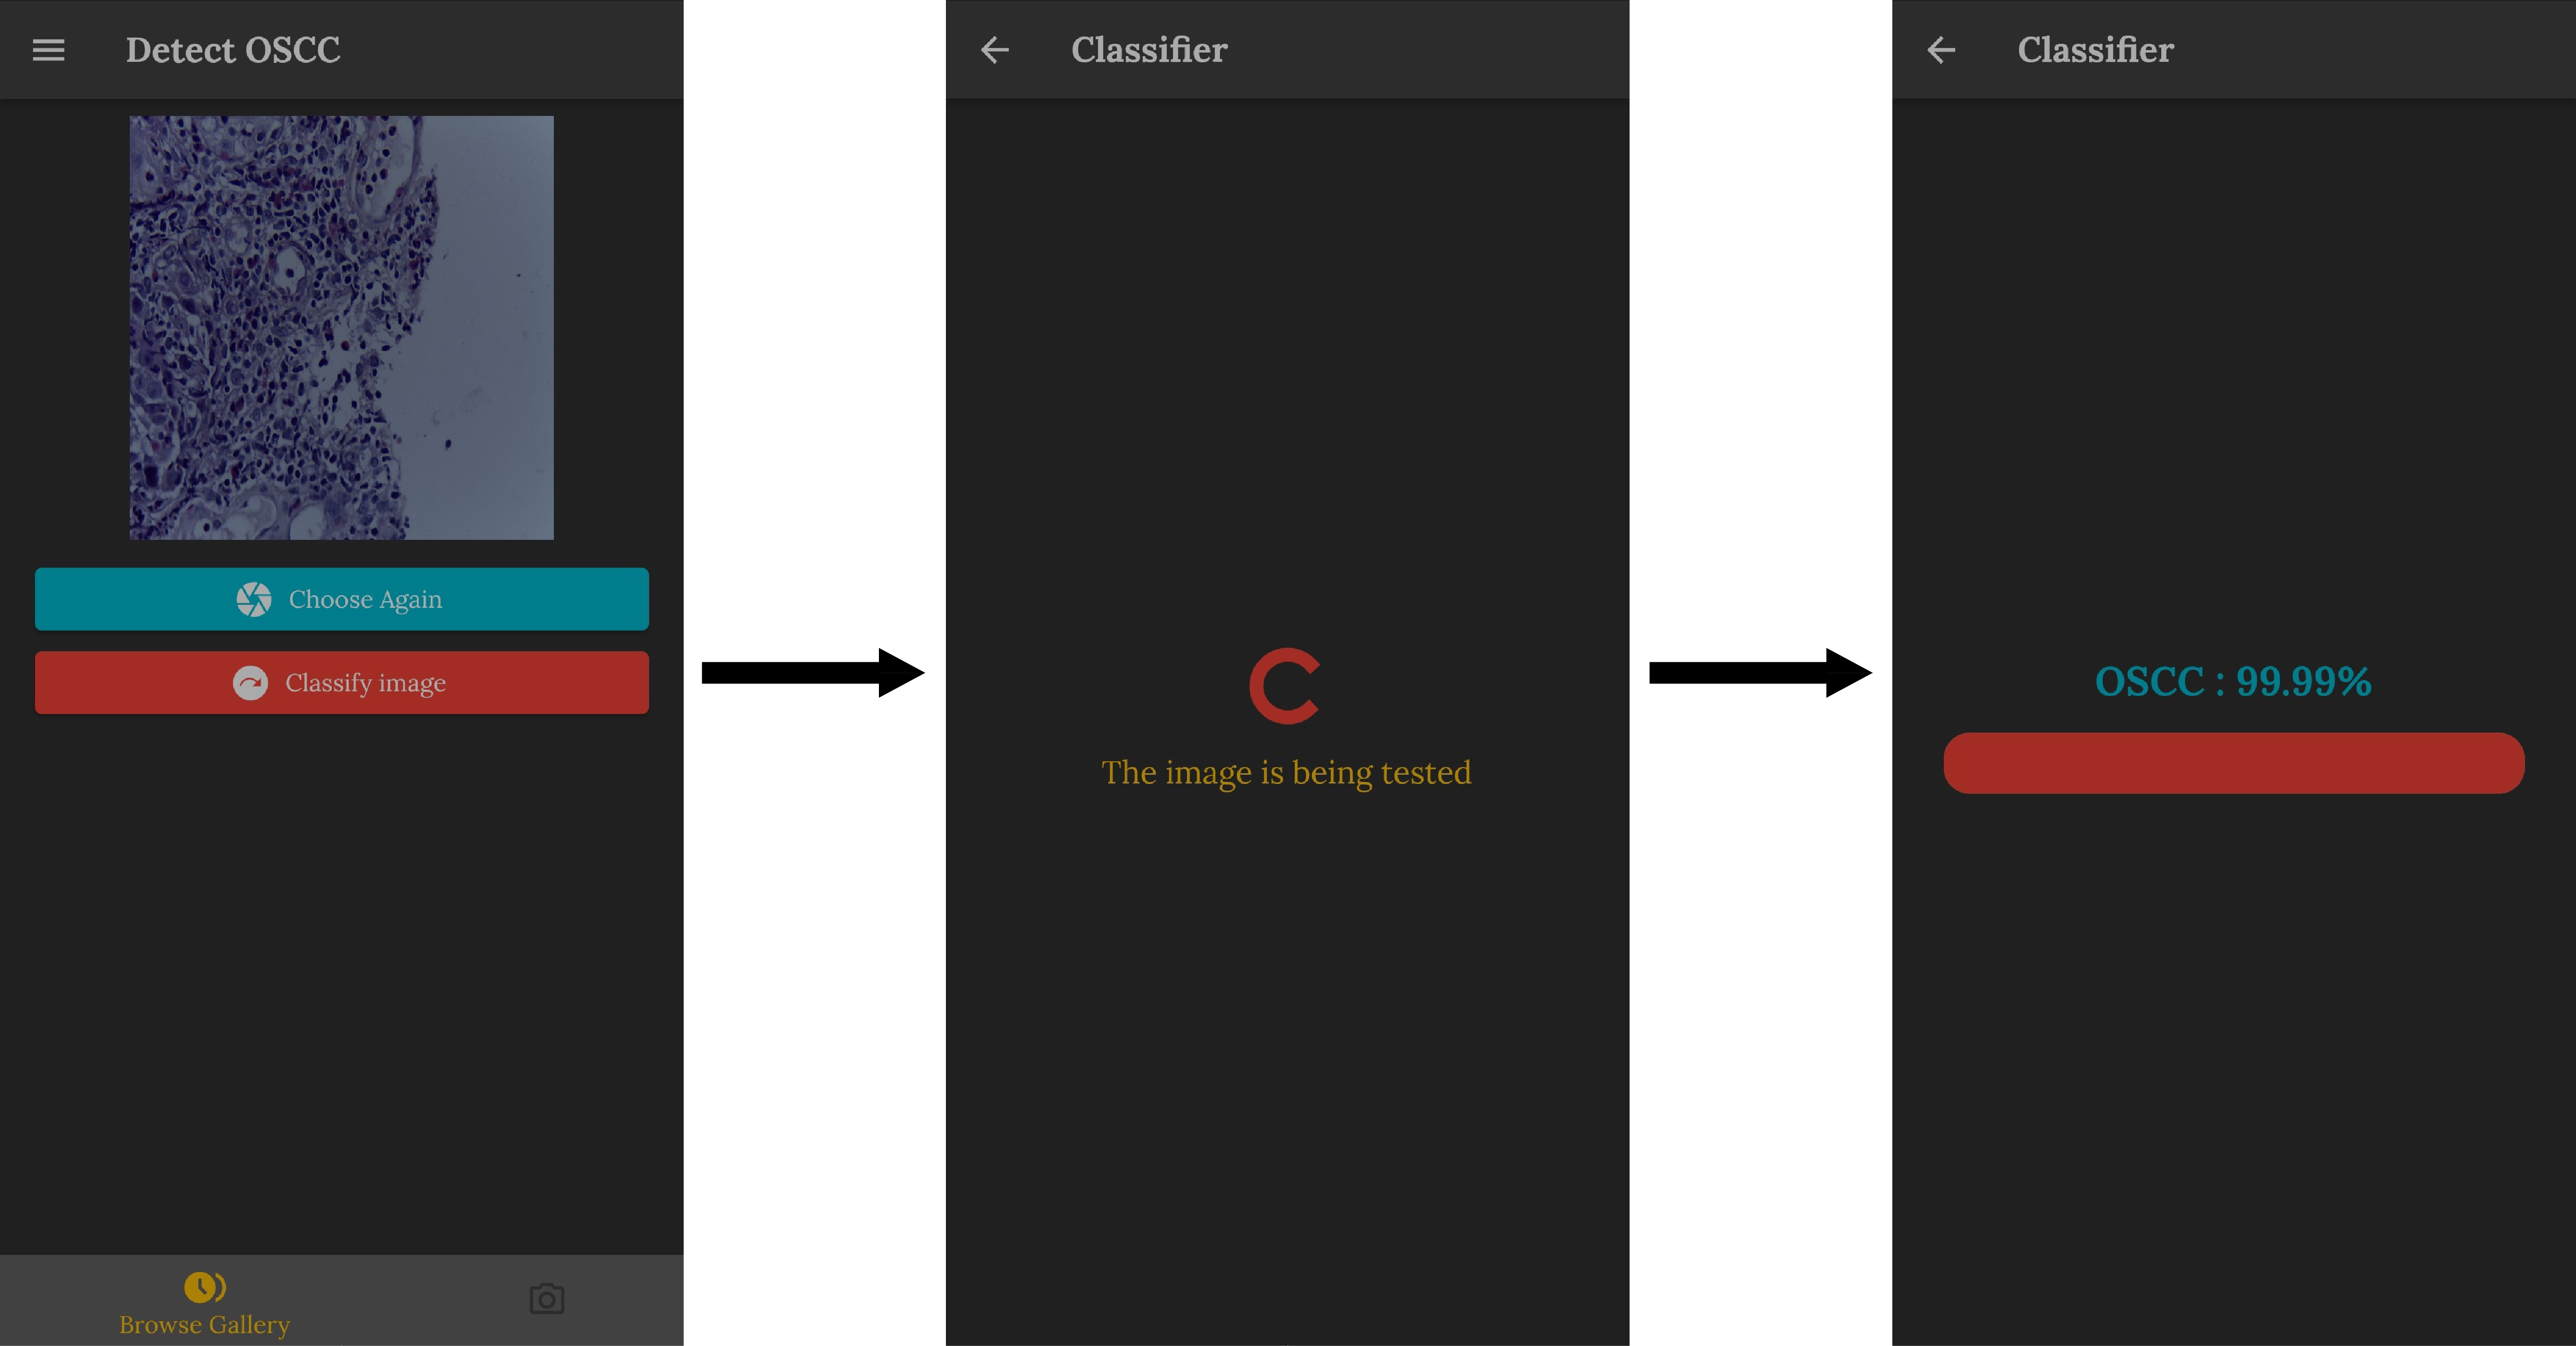 Detect OSCC
Choose Again
Classify image
Browse Gallery
Classifier
The image is being tested
Classifier
OSCC : 99.99%